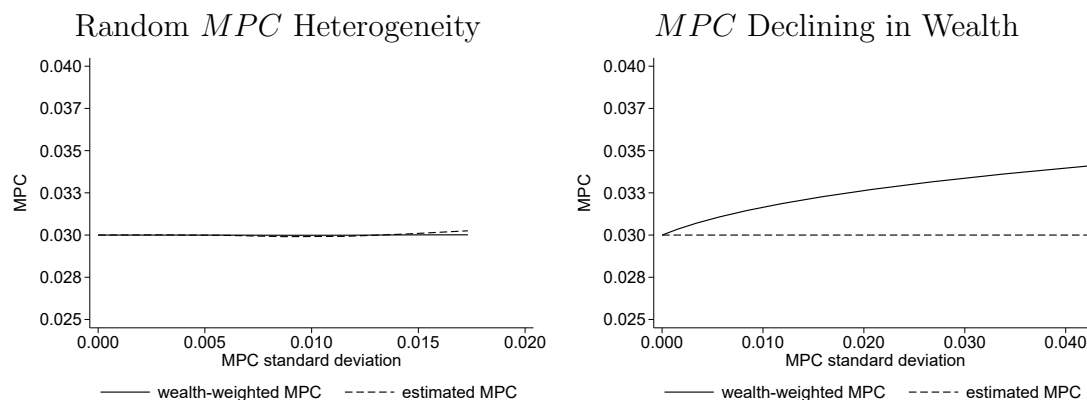 Random MPC Heterogeneity
0.040
0.037
0.035
0.033
0.030
0.028
0.025
MPC
0.000 0.005 0.010 0.015 0.020
MPC standard deviation
wealth-weighted MPC estimated MPC
MPC Declining in Wealth
0.040
0.037
0.035
0.033
0.030
0.028
0.025
MPC
0.000 0.010 0.020 0.030 0.040
MPC standard deviation
wealth-weighted MPC estimated MPC